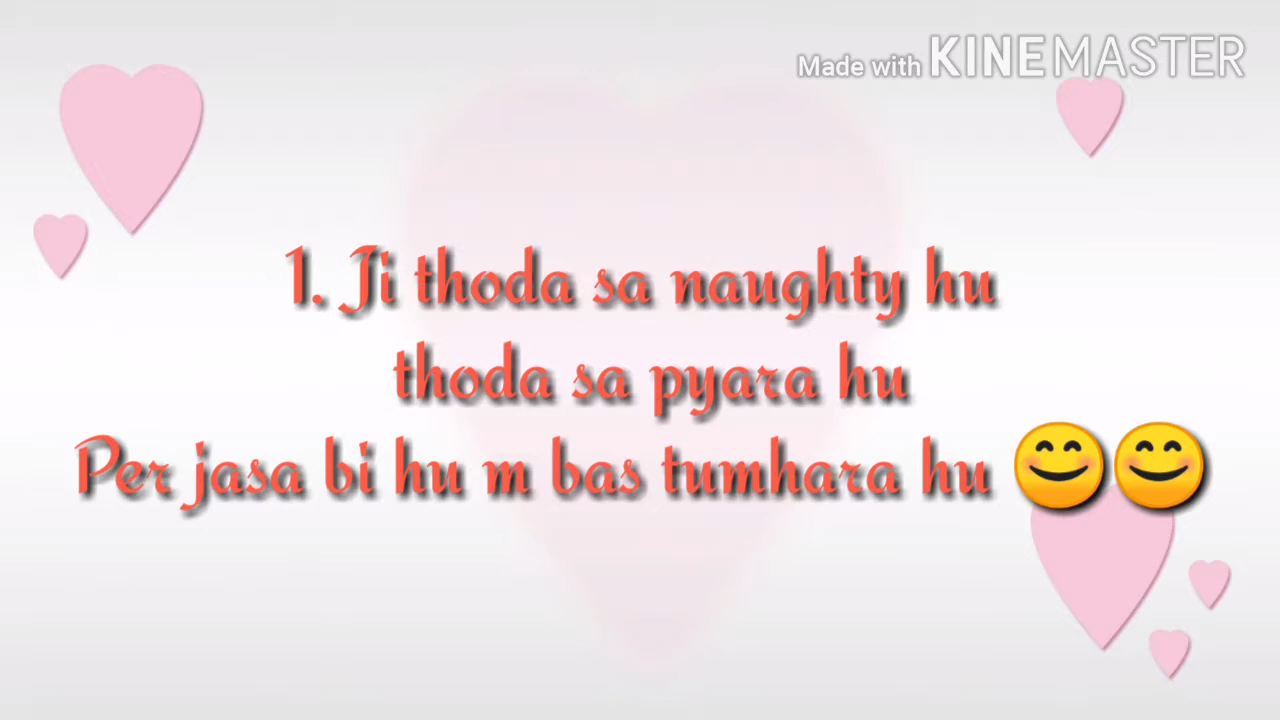 Made with KINEMASTER
1. Ji thoda sa naughty hu
thoda sa pyara hu
Per jasa bi hu m bas tumhara hu 😊😊